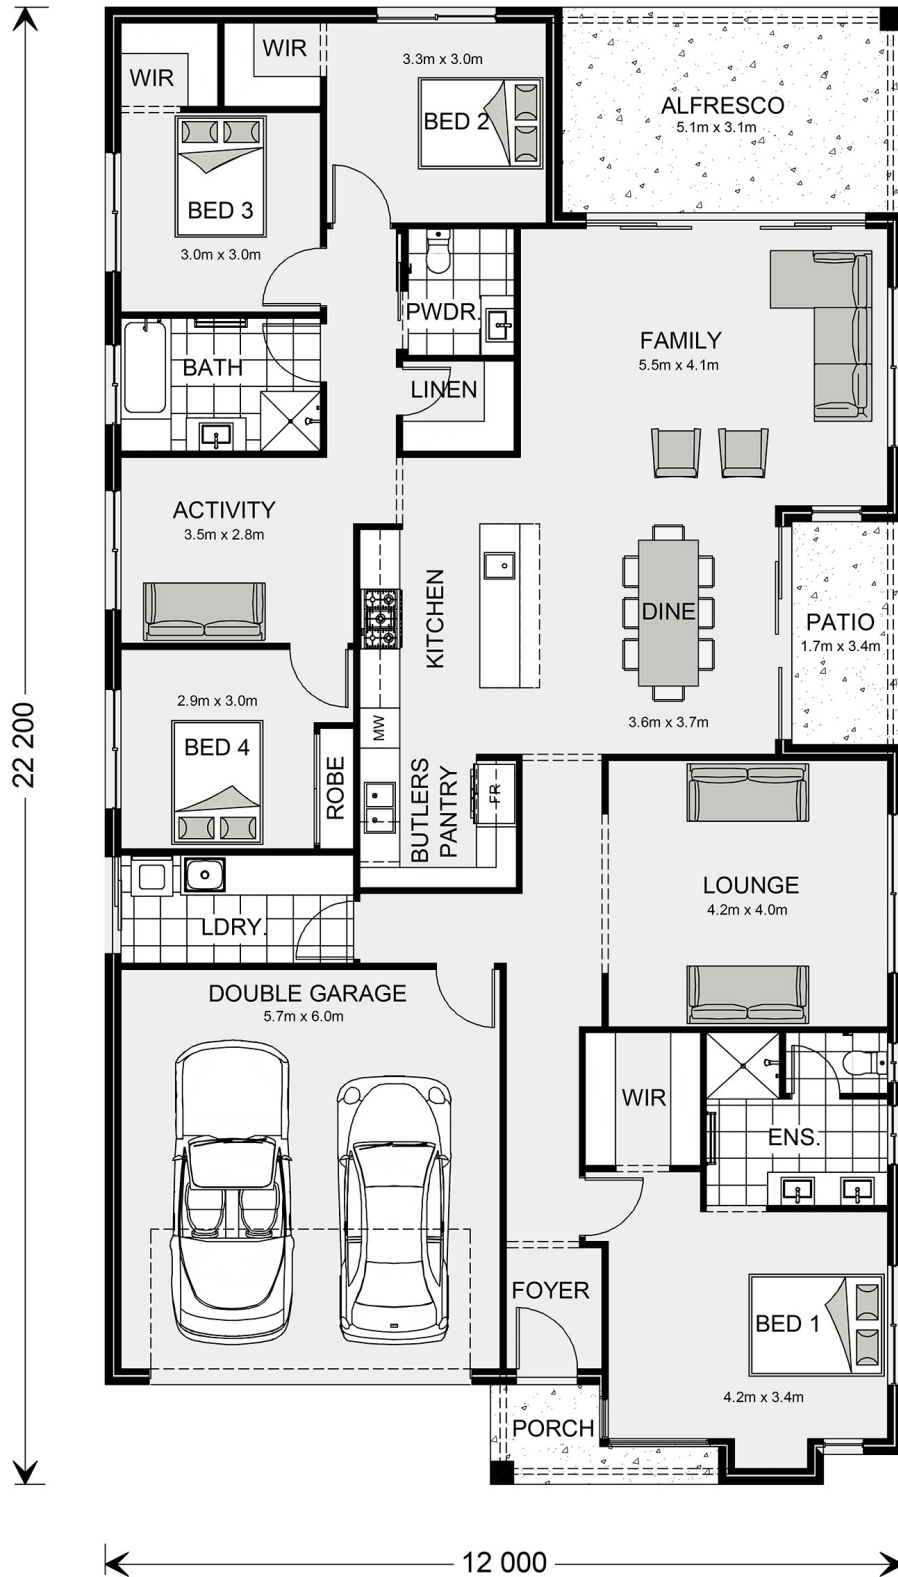 WIR
WIR
3.3m x 3.0m
BED 2
ALFRESCO
5.1m x 3.1m
BED 3
3.0m x 3.0m
PWDR.
BATH
LINEN
FAMILY
5.5m x 4.1m
ACTIVITY
3.5m x 2.8m
KITCHEN
DINE
3.6m x 3.7m
PATIO
1.7m x 3.4m
2.9m x 3.0m
BED 4
ROBE
MW
BUTLERS
PANTRY
FR
LOUNGE
4.2m x 4.0m
LDRY.
DOUBLE GARAGE
5.7m x 6.0m
WIR
ENS.
FOYER
BED 1
4.2m x 3.4m
PORCH
22 200
12 000